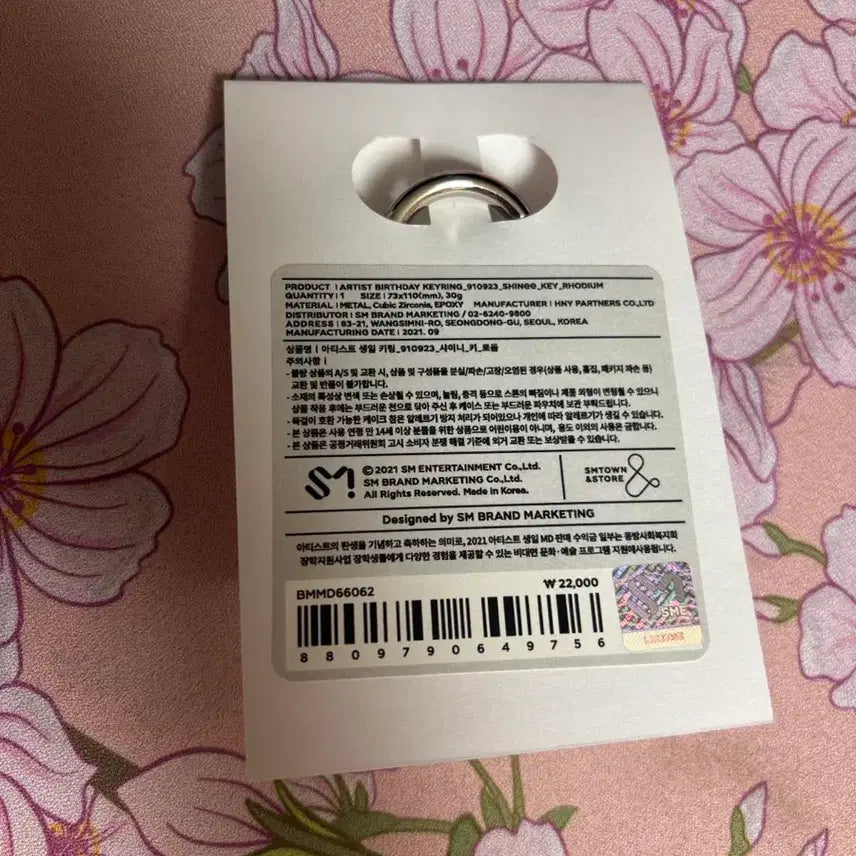 PRODUCT | ARTIST BIRTHDAY KEYRING_910923_SHINee_KEY_RHODIUM
QUANTITY | 1 SIZE | 73x110(mm), 30g
MATERIAL | METAL, Cubic Zirconia, EPOXY MANUFACTURER | HNY PARTNERS CO.,LTD
DISTRIBUTOR | SM BRAND MARKETING / 02-6240-9800
ADDRESS | 83-21, WANGSIMNI-RO, SEONGDONG-GU, SEOUL, KOREA
MANUFACTURING DATE | 2021. 09
상품명 | 아티스트 생일 키링_910923_샤이니_키_로듐
주의사항 |
- 불량 상품의 A/S 및 교환 시, 상품 및 구성품을 분실/파손/고장/오염된 경우(상품 사용, 흠집, 패키지 파손 등)
교환 및 반품이 불가합니다.
- 소재의 특성상 변색 또는 손상될 수 있으며, 눌림, 충격 등으로 스톤의 빠짐이나 제품 외형이 변형될 수 있으니
상품 착용 후에는 부드러운 천으로 닦아 주신 후 케이스 또는 부드러운 파우치에 보관 부탁드립니다.
- 목걸이 호환 가능한 케이크 참은 알레르기 방지 처리가 되어있으나 개인에 따라 알레르기가 생길 수 있습니다.
- 본 상품은 사용 연령 만 14세 이상 분들을 위한 상품으로 어린이용이 아니며, 용도 이외의 사용은 금합니다.
- 본 상품은 공정거래위원회 고시 소비자 분쟁 해결 기준에 의거 교환 또는 보상받을 수 있습니다.
SM!
© 2021 SM ENTERTAINMENT Co.,Ltd.
SM BRAND MARKETING Co.,Ltd.
All Rights Reserved. Made in Korea.
SMTOWN
&STORE
&
Designed by SM BRAND MARKETING
아티스트의 탄생을 기념하고 축하하는 의미로, 2021 아티스트 생일 MD 판매 수익금 일부는 동방사회복지회
장학지원사업 장학생들에게 다양한 경험을 제공할 수 있는 비대면 문화·예술 프로그램 지원에사용됩니다.
BMMD66062
₩ 22,000
8809790649756
SME
LICENSE